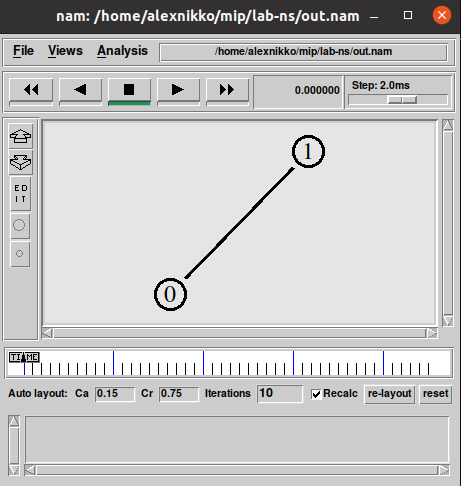 nam: /home/alexnikko/mip/lab-ns/out.nam
File Views Analysis /home/alexnikko/mip/lab-ns/out.nam
0.000000 Step: 2.0ms
E D
I T
1
0
TIME
Auto layout: Ca 0.15 Cr 0.75 Iterations 10 Recalc re-layout reset